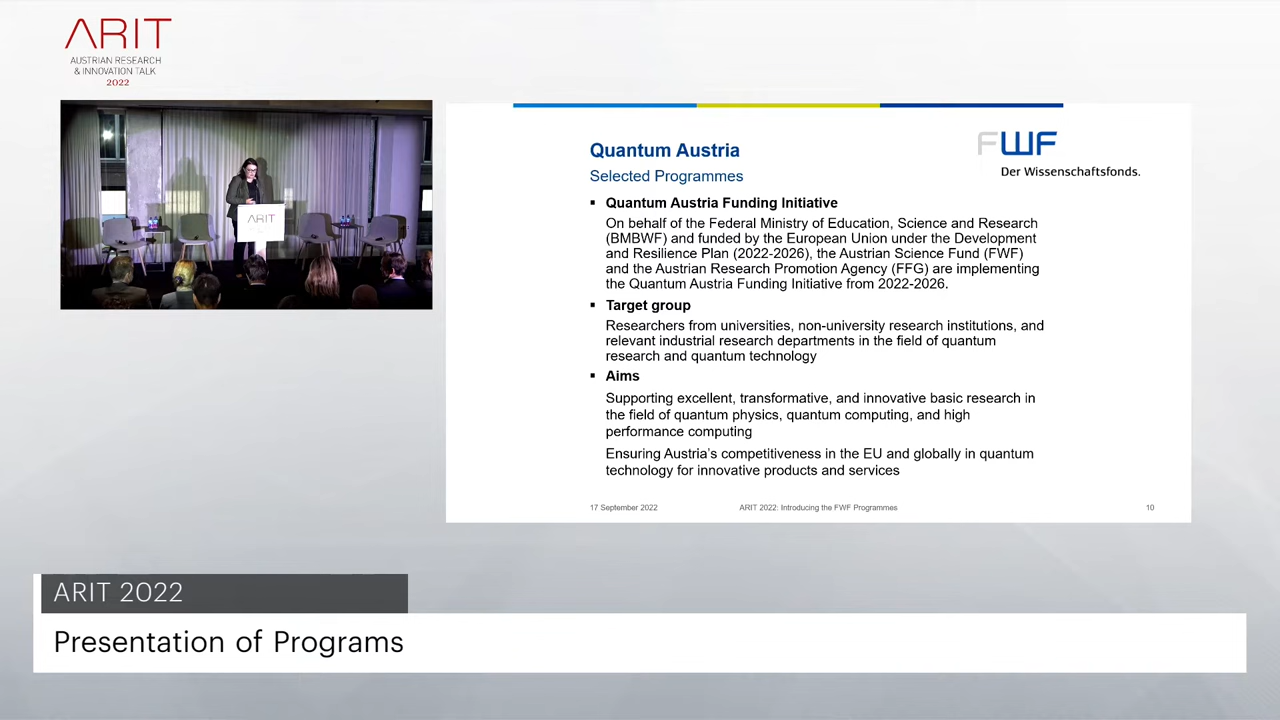 ARIT
AUSTRIAN RESEARCH
& INNOVATION TALK
2022
ARIT
FWF
Der Wissenschaftsfonds.
Quantum Austria
Selected Programmes
▪ Quantum Austria Funding Initiative
On behalf of the Federal Ministry of Education, Science and Research
(BMBWF) and funded by the European Union under the Development
and Resilience Plan (2022-2026), the Austrian Science Fund (FWF)
and the Austrian Research Promotion Agency (FFG) are implementing
the Quantum Austria Funding Initiative from 2022-2026.
▪ Target group
Researchers from universities, non-university research institutions, and
relevant industrial research departments in the field of quantum
research and quantum technology
▪ Aims
Supporting excellent, transformative, and innovative basic research in
the field of quantum physics, quantum computing, and high
performance computing
Ensuring Austria's competitiveness in the EU and globally in quantum
technology for innovative products and services
17 September 2022 ARIT 2022: Introducing the FWF Programmes 10
ARIT 2022
Presentation of Programs